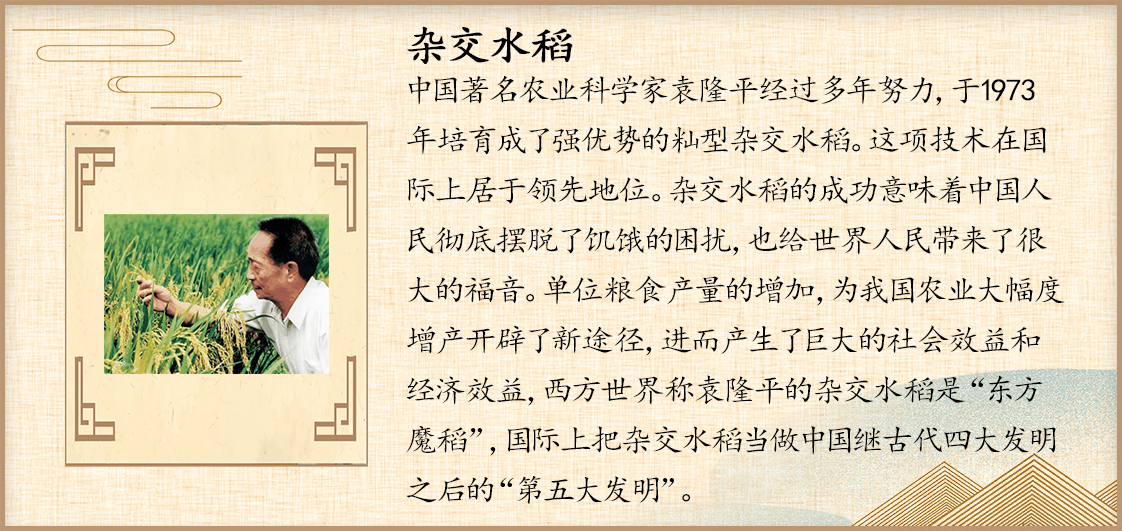 杂交水稻
中国著名农业科学家袁隆平经过多年努力，于1973
年培育成了强优势的籼型杂交水稻。这项技术在国
际上居于领先地位。杂交水稻的成功意味着中国人
民彻底摆脱了饥饿的困扰，也给世界人民带来了很
大的福音。单位粮食产量的增加，为我国农业大幅度
增产开辟了新途径，进而产生了巨大的社会效益和
经济效益，西方世界称袁隆平的杂交水稻是“东方
魔稻”，国际上把杂交水稻当做中国继古代四大发明
之后的“第五大发明”。